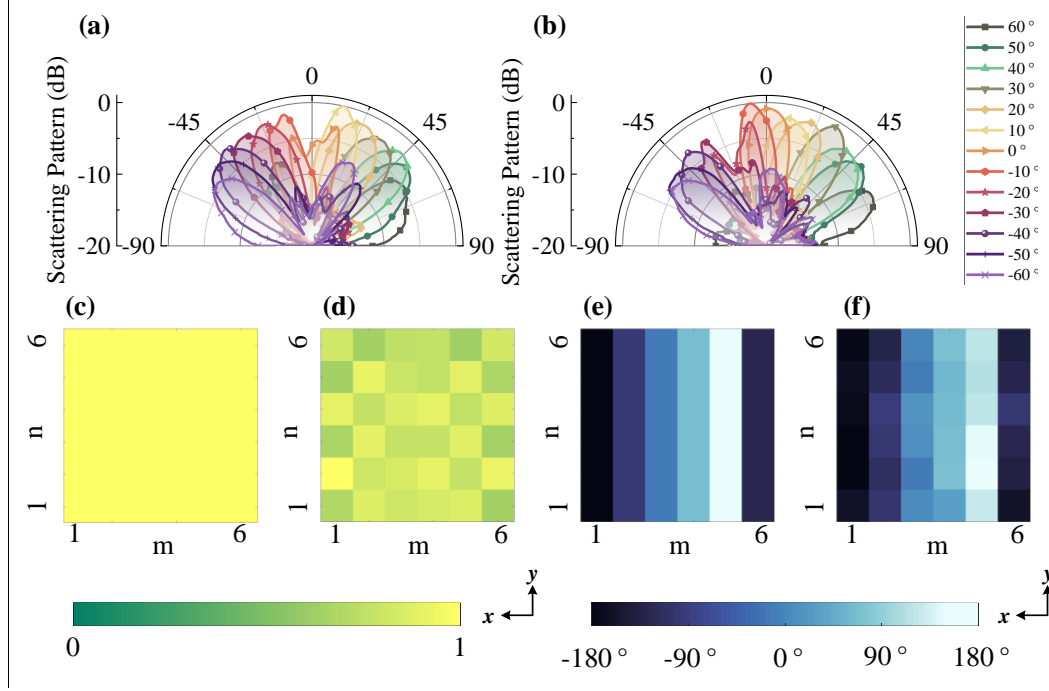 (a)
(b)
Scattering Pattern (dB)
0
-10
-20
-90
-45
0
45
90
Scattering Pattern (dB)
0
-10
-20
-90
-45
0
45
90
60 °
50 °
40 °
30 °
20 °
10 °
0 °
-10 °
-20 °
-30 °
-40 °
-50 °
-60 °
(c)
(d)
(e)
(f)
6
n
1
1
m
6
6
n
1
1
m
6
6
n
1
1
m
6
6
n
1
1
m
6
0
1
y
x
-180 °
-90 °
0 °
90 °
180 °
y
x